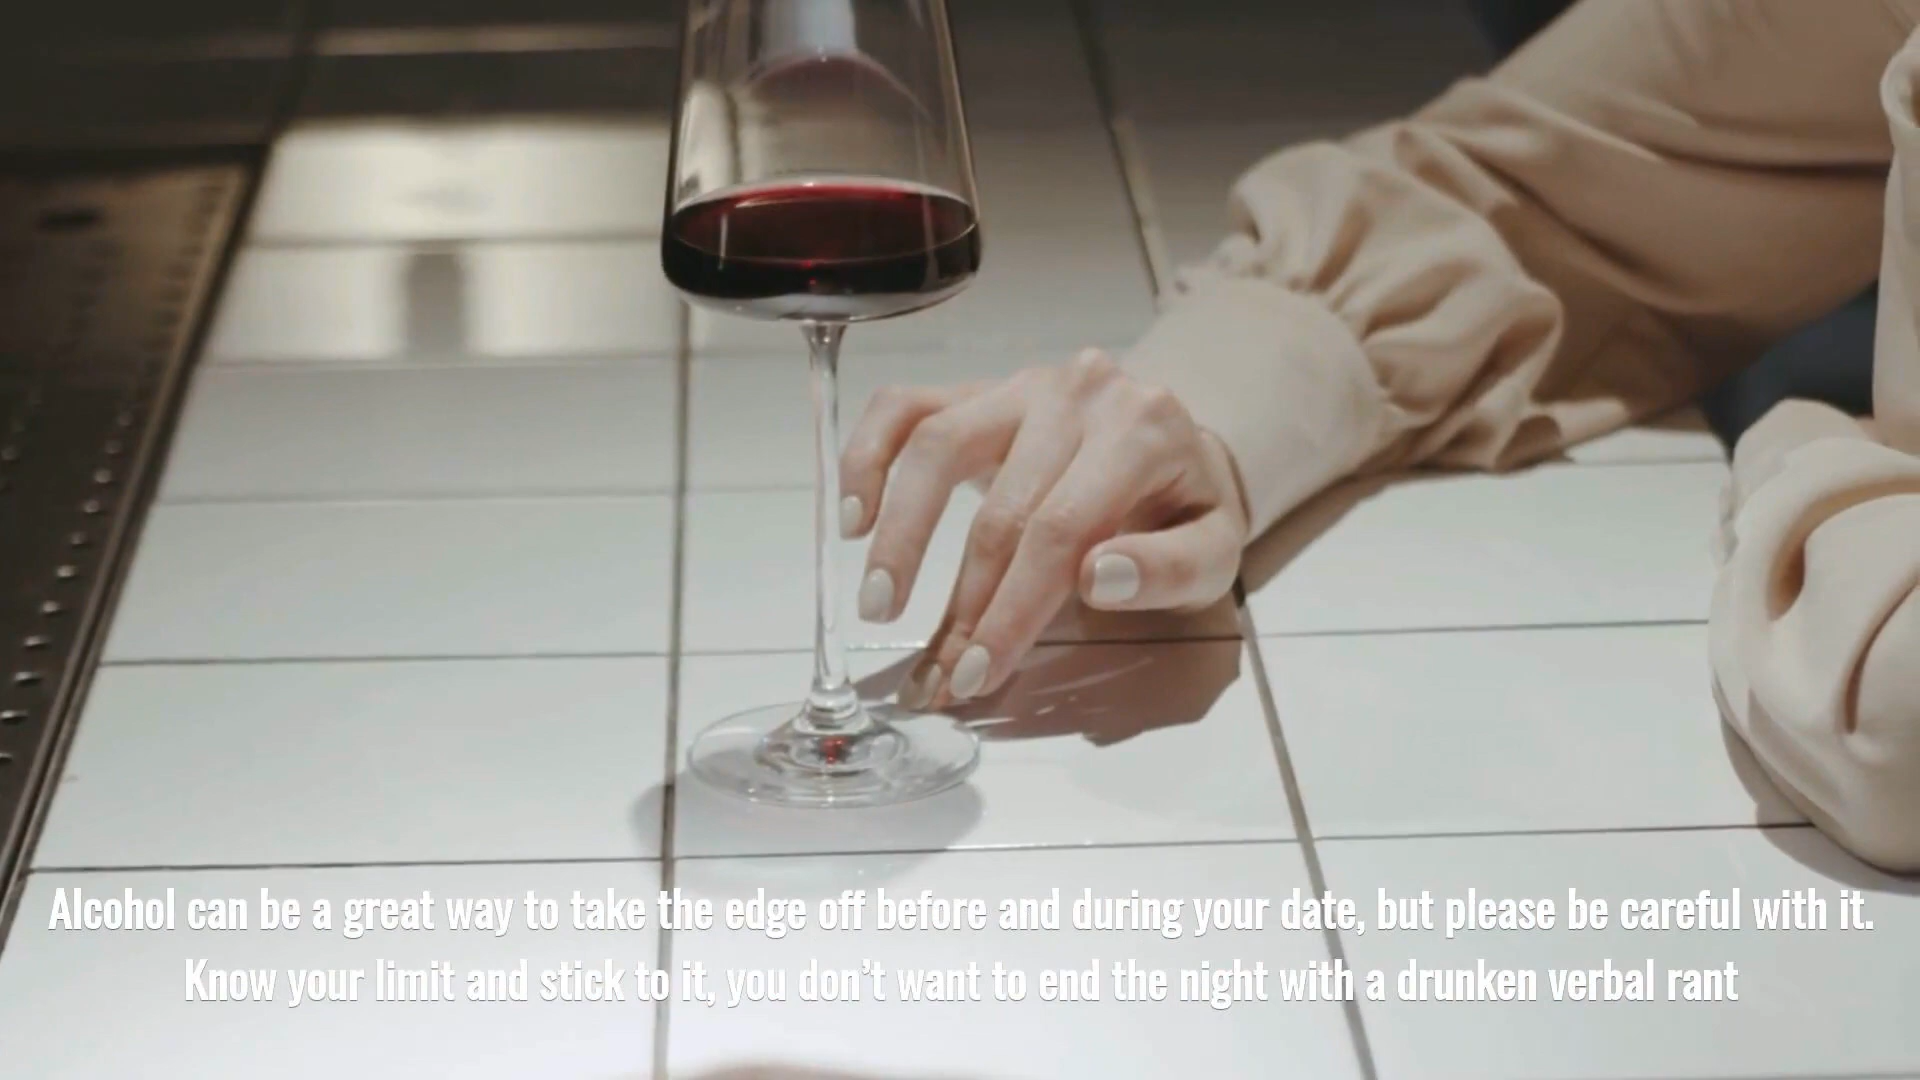 Alcohol can be a great way to take the edge off before and during your date, but please be careful with it.
Know your limit and stick to it, you don’t want to end the night with a drunken verbal rant